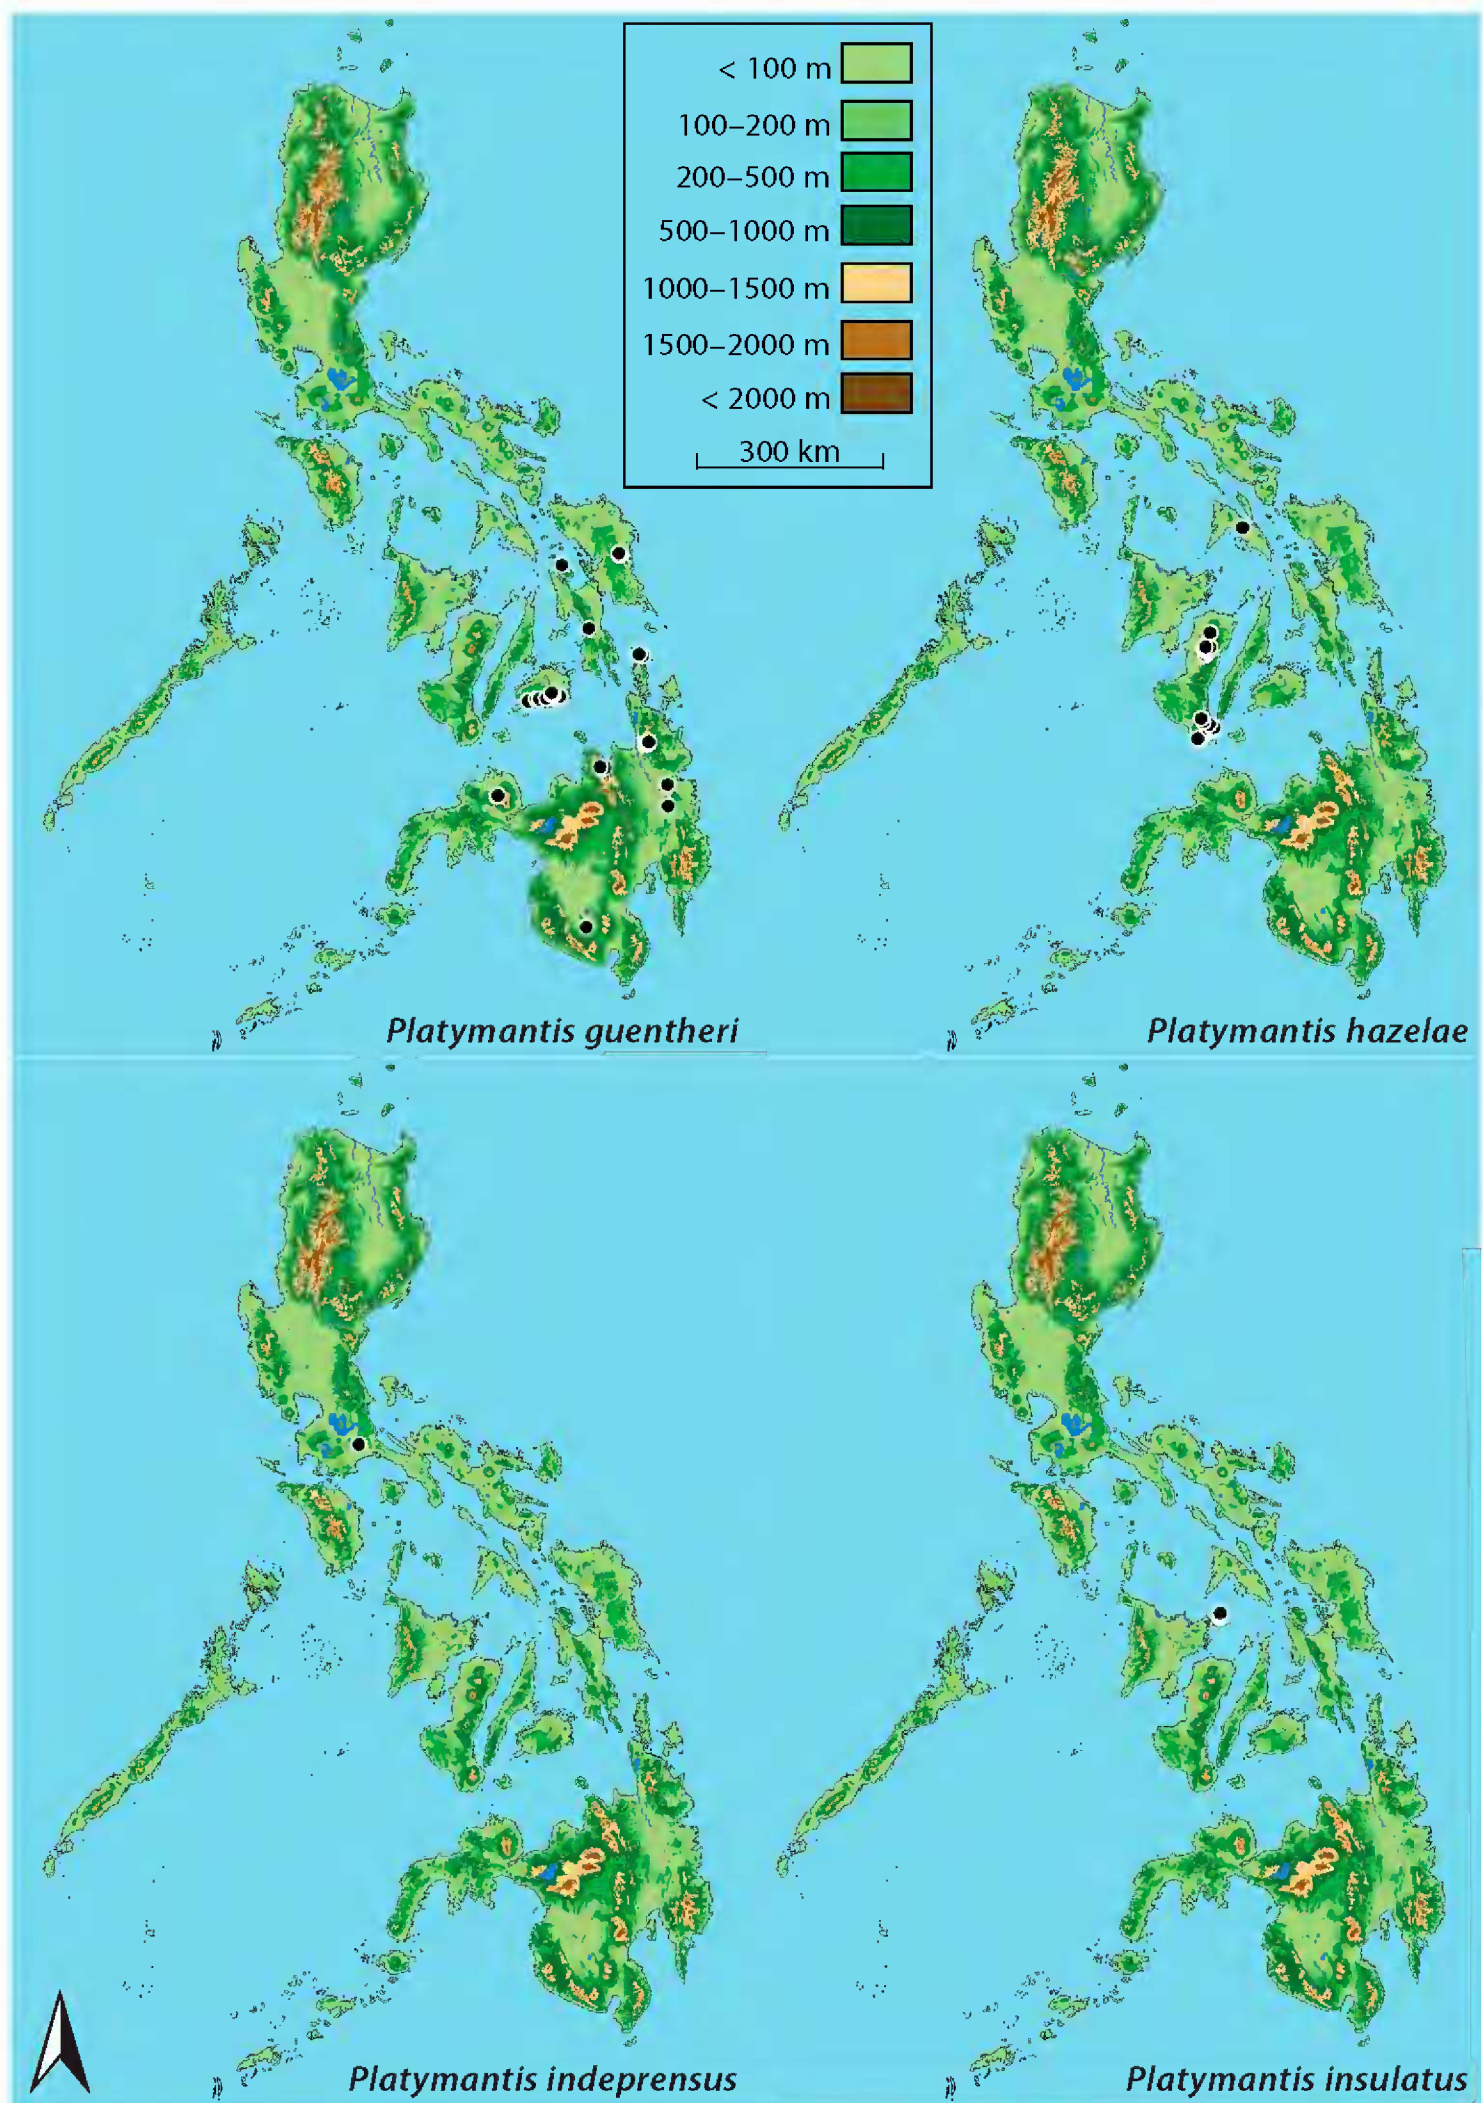 < 100 m
100–200 m
200–500 m
500–1000 m
1000–1500 m
1500–2000 m
< 2000 m
300 km
Platymantis guentheri
Platymantis hazelae
Platymantis indeprensus
Platymantis insulatus